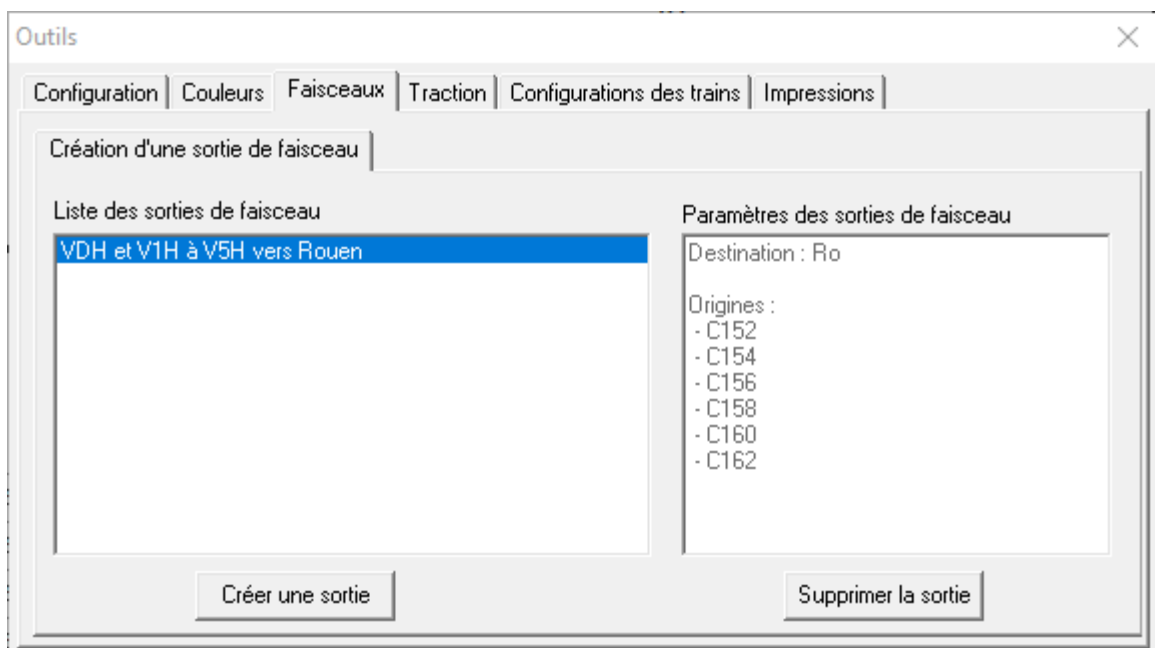 Outils
Configuration Couleurs Faisceaux Traction Configurations des trains Impressions
Création d'une sortie de faisceau
Liste des sorties de faisceau
VDH et V1H à V5H vers Rouen
Paramètres des sorties de faisceau
Destination : Ro
Origines :
- C152
- C154
- C156
- C158
- C160
- C162
Créer une sortie
Supprimer la sortie